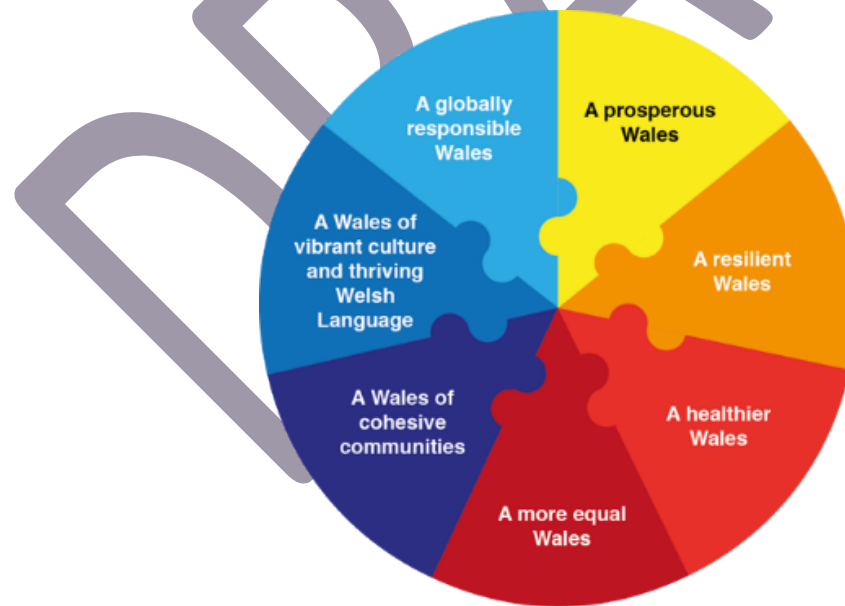 A prosperous
Wales
A resilient
Wales
A healthier
Wales
A more equal
Wales
A Wales of
cohesive
communities
A Wales of
vibrant culture
and thriving
Welsh
Language
A globally
responsible
Wales